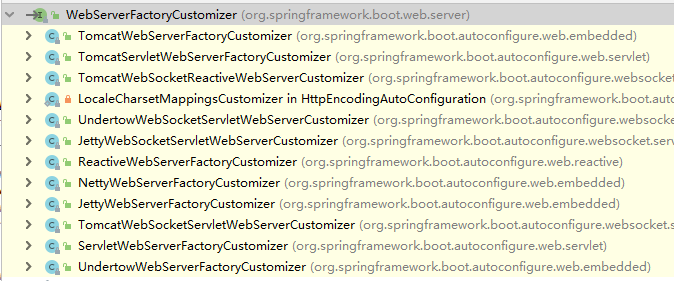 WebServerFactoryCustomizer (org.springframework.boot.web.server)
TomcatWebServerFactoryCustomizer (org.springframework.boot.autoconfigure.web.embedded)
TomcatServletWebServerFactoryCustomizer (org.springframework.boot.autoconfigure.web.servlet)
TomcatWebSocketReactiveWebServerCustomizer (org.springframework.boot.autoconfigure.websocket
LocaleCharsetMappingsCustomizer in HttpEncodingAutoConfiguration (org.springframework.boot.auto
UndertowWebSocketServletWebServerCustomizer (org.springframework.boot.autoconfigure.websocke
JettyWebSocketServletWebServerCustomizer (org.springframework.boot.autoconfigure.websocket.serv
ReactiveWebServerFactoryCustomizer (org.springframework.boot.autoconfigure.web.reactive)
NettyWebServerFactoryCustomizer (org.springframework.boot.autoconfigure.web.embedded)
JettyWebServerFactoryCustomizer (org.springframework.boot.autoconfigure.web.embedded)
TomcatWebSocketServletWebServerCustomizer (org.springframework.boot.autoconfigure.websocket.s
ServletWebServerFactoryCustomizer (org.springframework.boot.autoconfigure.web.servlet)
UndertowWebServerFactoryCustomizer (org.springframework.boot.autoconfigure.web.embedded)